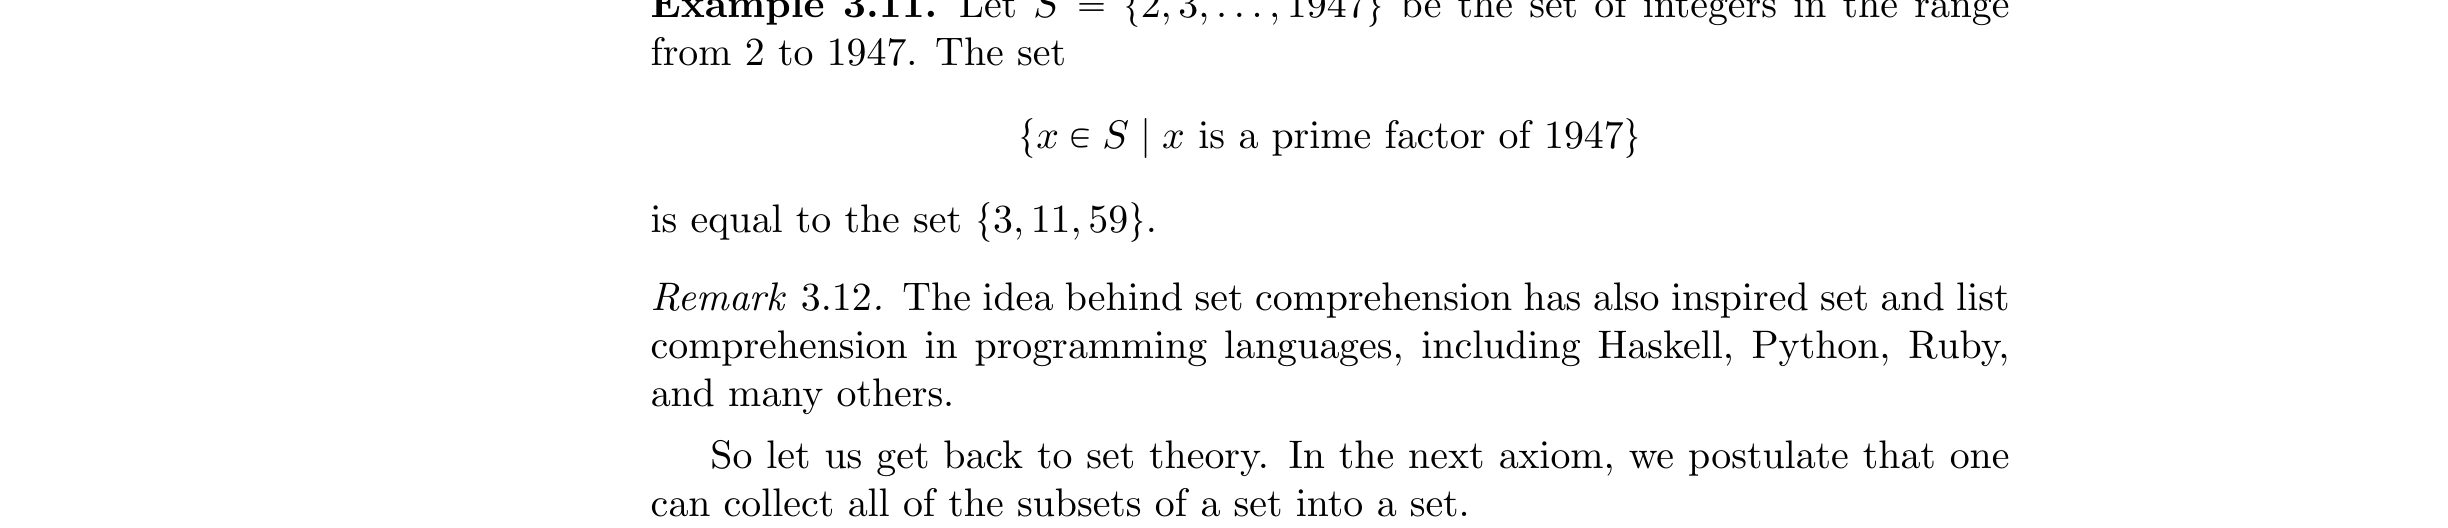 Example 3.11. Let S = {2, 3, . . . , 1947} be the set of integers in the range
from 2 to 1947. The set
{x ∈ S | x is a prime factor of 1947}
is equal to the set {3, 11, 59}.
Remark 3.12. The idea behind set comprehension has also inspired set and list
comprehension in programming languages, including Haskell, Python, Ruby,
and many others.
So let us get back to set theory. In the next axiom, we postulate that one
can collect all of the subsets of a set into a set.